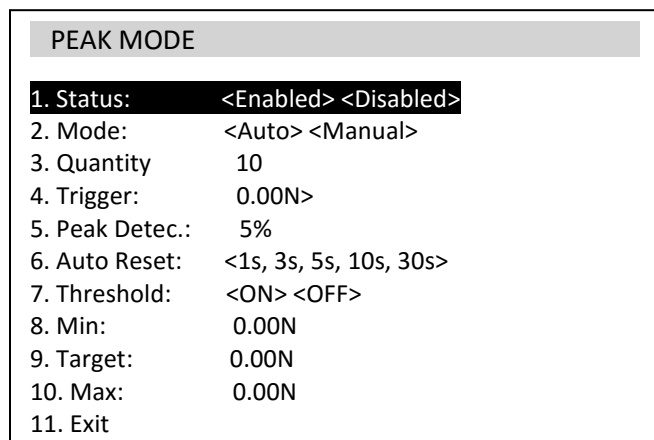 PEAK MODE
1. Status: <Enabled> <Disabled>
2. Mode: <Auto> <Manual>
3. Quantity 10
4. Trigger: 0.00N>
5. Peak Detec.: 5%
6. Auto Reset: <1s, 3s, 5s, 10s, 30s>
7. Threshold: <ON> <OFF>
8. Min: 0.00N
9. Target: 0.00N
10. Max: 0.00N
11. Exit